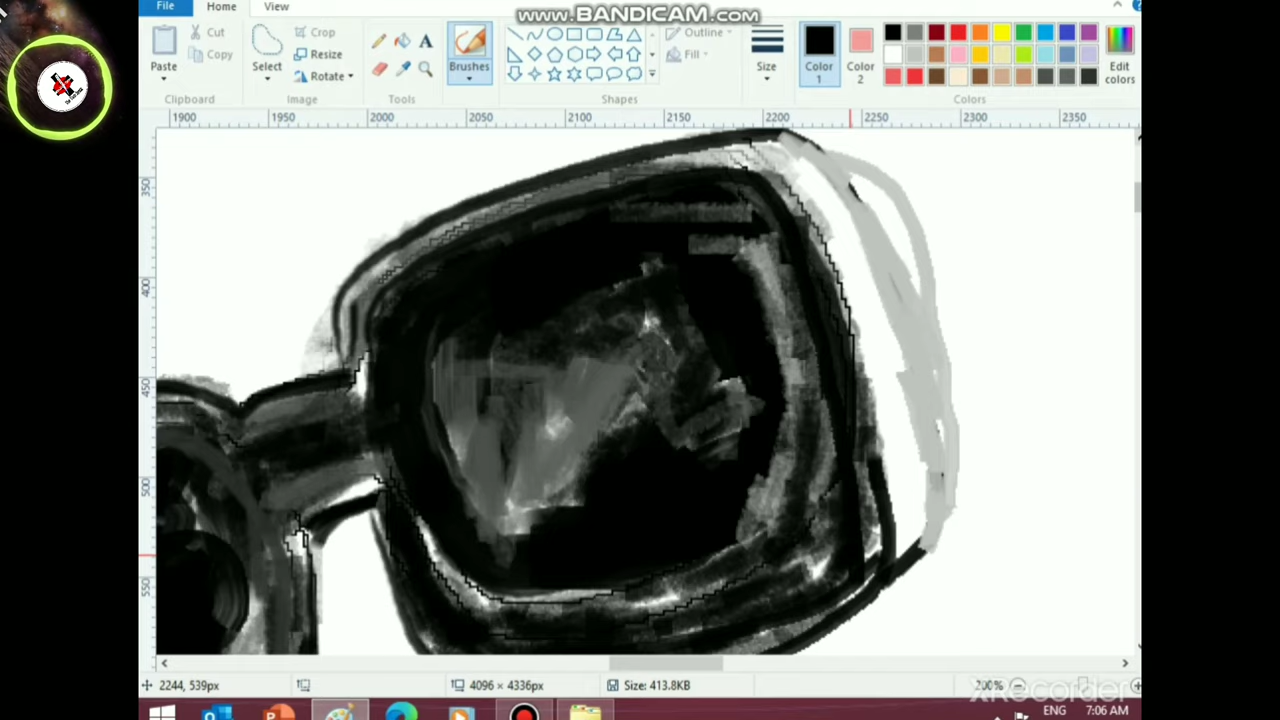 www.BANDICAM.com
File Home View
Paste
Cut
Copy
Clipboard
Select
Crop
Resize
Rotate
Image
A
Tools
Brushes
Outline
Fill
Shapes
Size
Color 1
Color 2
Edit colors
Colors
1900 1950 2000 2050 2100 2150 2200 2250 2300 2350
350
400
450
500
550
2244, 539px 4096 × 4336px Size: 413.8KB 200%
XRecorder
ENG 7:06 AM